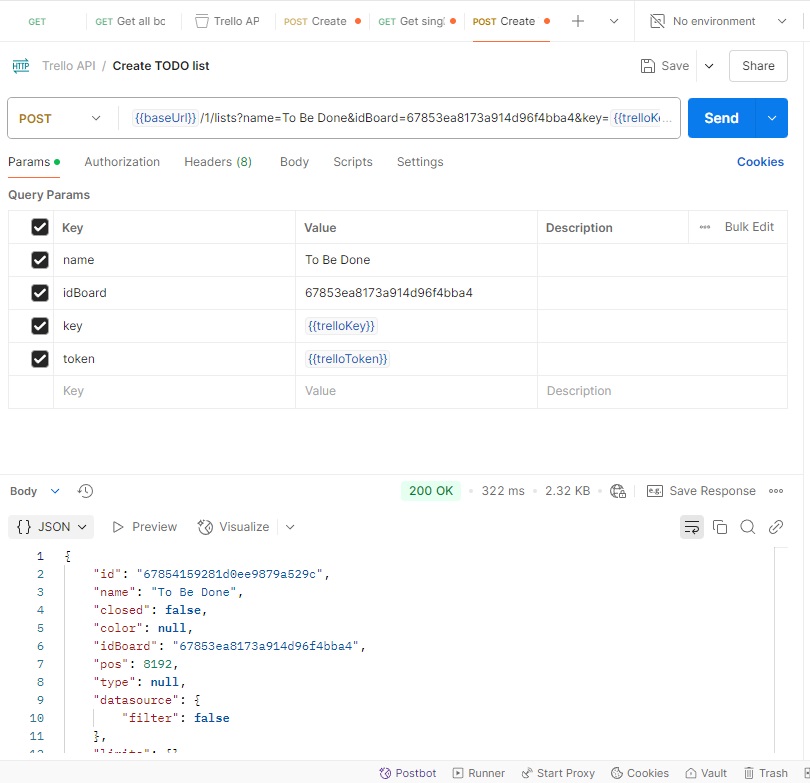 GET GET Get all bc Trello AP POST Create GET Get sing POST Create No environment
HTTP Trello API / Create TODO list Save Share
POST {{baseUrl}} /1/lists?name=To Be Done&idBoard=67853ea8173a914d96f4bba4&key= {{trelloK... Send
Params Authorization Headers (8) Body Scripts Settings Cookies
Query Params
Key Value Description ••• Bulk Edit
name To Be Done
idBoard 67853ea8173a914d96f4bba4
key {{trelloKey}}
token {{trelloToken}}
Key Value Description
Body 200 OK • 322 ms • 2.32 KB • e.g. Save Response •••
{} JSON Preview Visualize
1 {
2 "id": "67854159281d0ee9879a529c",
3 "name": "To Be Done",
4 "closed": false,
5 "color": null,
6 "idBoard": "67853ea8173a914d96f4bba4",
7 "pos": 8192,
8 "type": null,
9 "datasource": {
10 "filter": false
11 },
12 "limits": {}
Postbot Runner Start Proxy Cookies Vault Trash